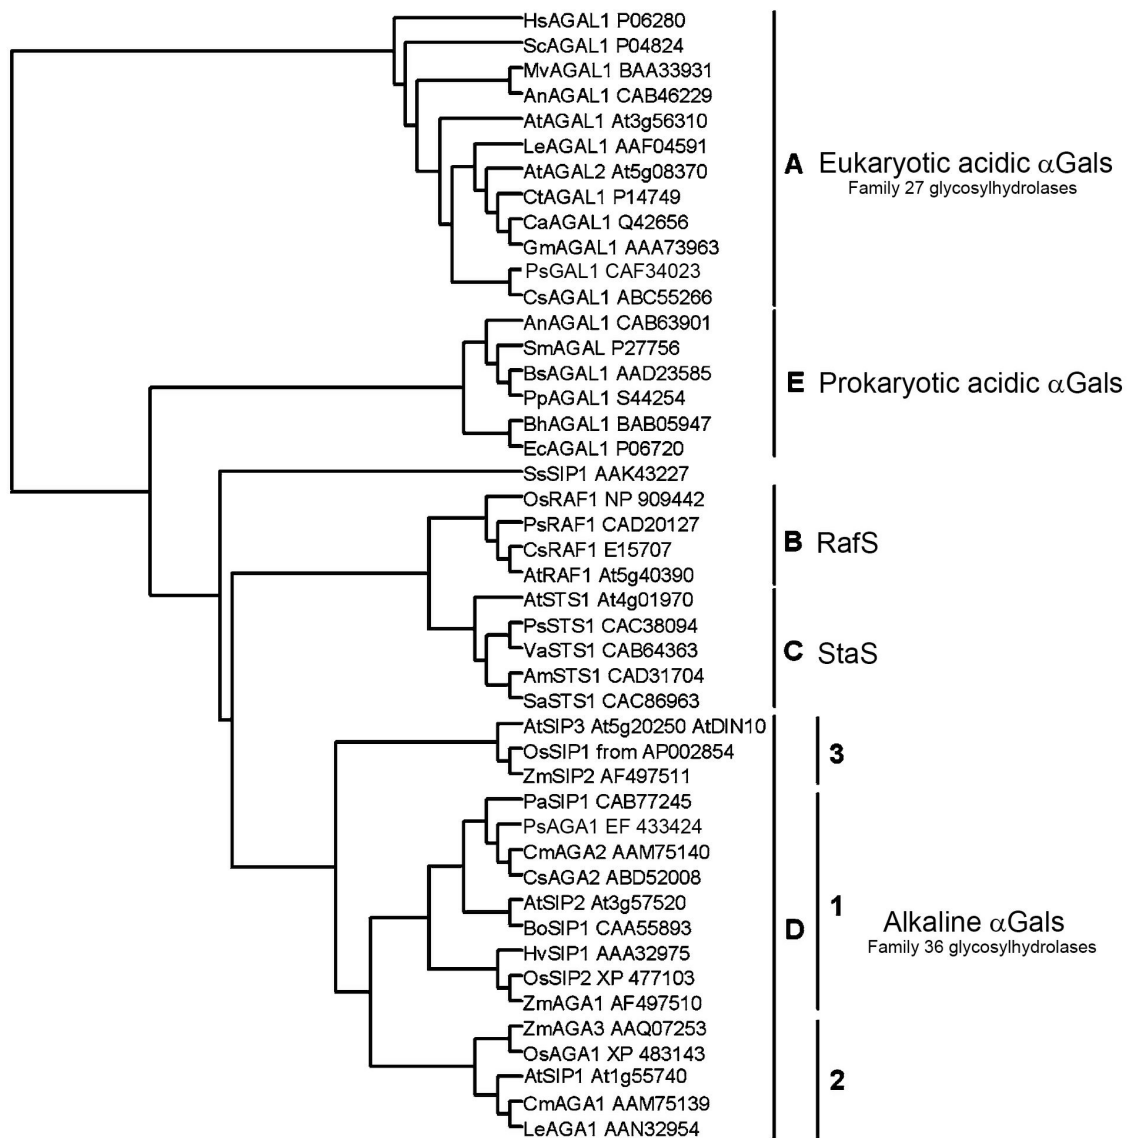 HsAGAL1 P06280
ScAGAL1 P04824
MvAGAL1 BAA33931
AnAGAL1 CAB46229
AtAGAL1 At3g56310
LeAGAL1 AAF04591
AtAGAL2 At5g08370
CtAGAL1 P14749
CaAGAL1 Q42656
GmAGAL1 AAA73963
PsGAL1 CAF34023
CsAGAL1 ABC55266
A Eukaryotic acidic αGals
Family 27 glycosylhydrolases
AnAGAL1 CAB63901
SmAGAL P27756
BsAGAL1 AAD23585
PpAGAL1 S44254
BhAGAL1 BAB05947
EcAGAL1 P06720
E Prokaryotic acidic αGals
SsSIP1 AAK43227
OsRAF1 NP 909442
PsRAF1 CAD20127
CsRAF1 E15707
AtRAF1 At5g40390
B RafS
AtSTS1 At4g01970
PsSTS1 CAC38094
VaSTS1 CAB64363
AmSTS1 CAD31704
SaSTS1 CAC86963
C StaS
AtSIP3 At5g20250 AtDIN10
OsSIP1 from AP002854
ZmSIP2 AF497511
3
PaSIP1 CAB77245
PsAGA1 EF 433424
CmAGA2 AAM75140
CsAGA2 ABD52008
AtSIP2 At3g57520
BoSIP1 CAA55893
HvSIP1 AAA32975
OsSIP2 XP 477103
ZmAGA1 AF497510
1
D Alkaline αGals
Family 36 glycosylhydrolases
ZmAGA3 AAQ07253
OsAGA1 XP 483143
AtSIP1 At1g55740
CmAGA1 AAM75139
LeAGA1 AAN32954
2